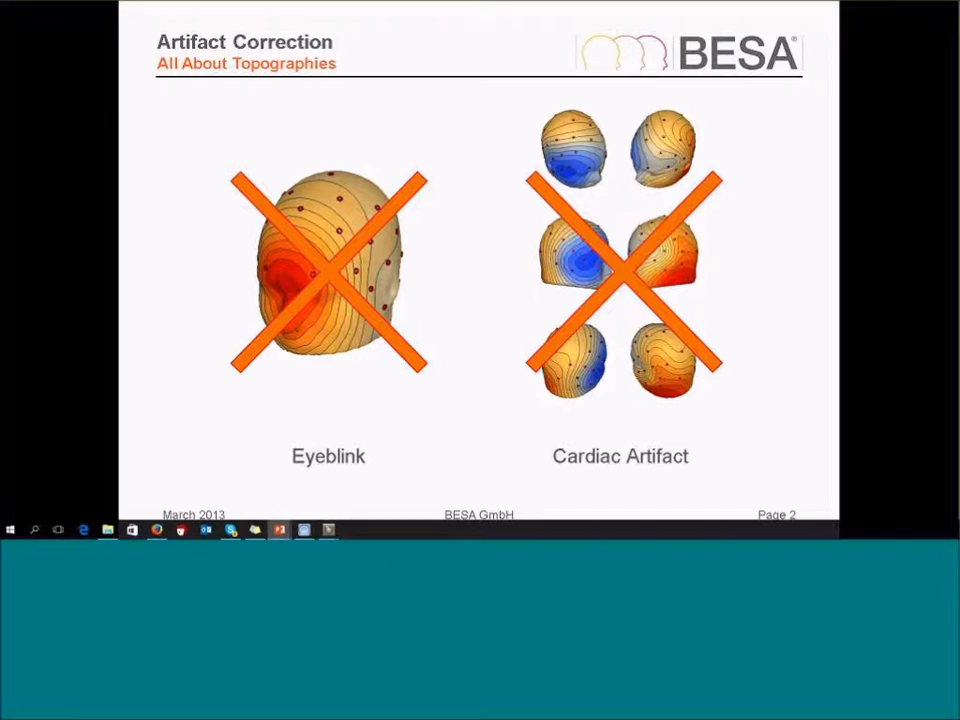 Artifact Correction
All About Topographies
BESA®
Eyeblink
Cardiac Artifact
March 2013
BESA GmbH
Page 2